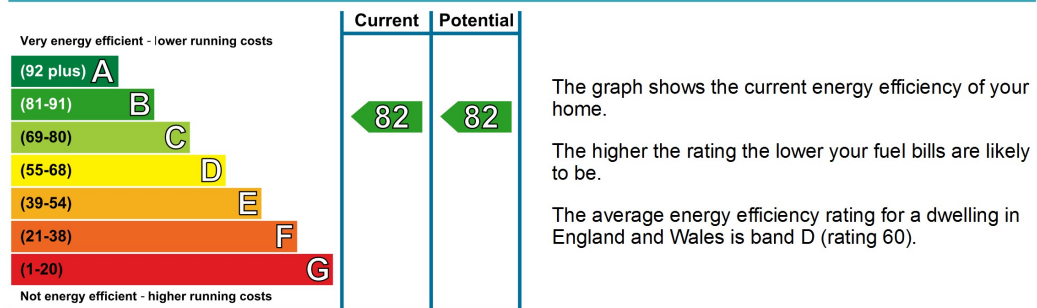 Current Potential
Very energy efficient - lower running costs
(92 plus) A
(81-91) B
82 82
(69-80) C
(55-68) D
(39-54) E
(21-38) F
(1-20) G
Not energy efficient - higher running costs
The graph shows the current energy efficiency of your
home.
The higher the rating the lower your fuel bills are likely
to be.
The average energy efficiency rating for a dwelling in
England and Wales is band D (rating 60).